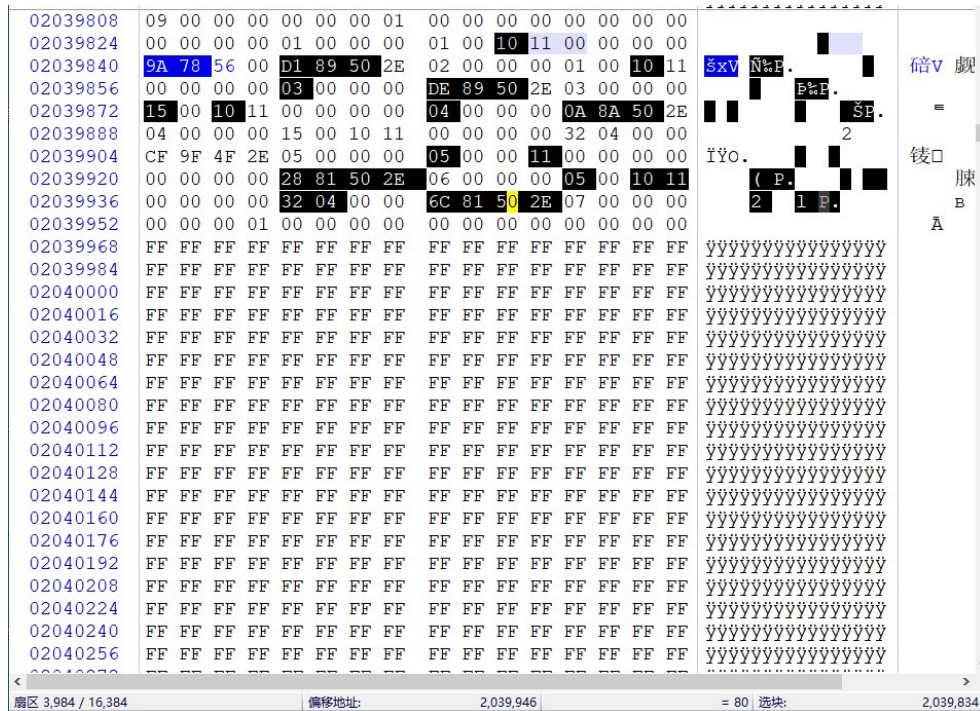 02039808 09 00 00 00 00 00 00 01 00 00 00 00 00 00 00 00
02039824 00 00 00 00 01 00 00 00 01 00 10 11 00 00 00 00
02039840 9A 78 56 00 D1 89 50 2E 02 00 00 00 01 00 10 11 šxV Ñ‰P. 碚V 觑
02039856 00 00 00 00 03 00 00 00 DE 89 50 2E 03 00 00 00 Þ‰P.
02039872 15 00 10 11 00 00 00 00 04 00 00 00 0A 8A 50 2E ŠP. =
02039888 04 00 00 00 15 00 10 11 00 00 00 00 32 04 00 00 2
02039904 CF 9F 4F 2E 05 00 00 00 05 00 00 11 00 00 00 00 ÏŸO. 铥□
02039920 00 00 00 00 28 81 50 2E 06 00 00 00 05 00 10 11 ( P. 脨
02039936 00 00 00 00 32 04 00 00 6C 81 50 2E 07 00 00 00 2 l P. в
02039952 00 00 00 01 00 00 00 00 00 00 00 00 00 00 00 00 Ā
02039968 FF FF FF FF FF FF FF FF FF FF FF FF FF FF FF FF ÿÿÿÿÿÿÿÿÿÿÿÿÿÿÿÿ
02039984 FF FF FF FF FF FF FF FF FF FF FF FF FF FF FF FF ÿÿÿÿÿÿÿÿÿÿÿÿÿÿÿÿ
02040000 FF FF FF FF FF FF FF FF FF FF FF FF FF FF FF FF ÿÿÿÿÿÿÿÿÿÿÿÿÿÿÿÿ
02040016 FF FF FF FF FF FF FF FF FF FF FF FF FF FF FF FF ÿÿÿÿÿÿÿÿÿÿÿÿÿÿÿÿ
02040032 FF FF FF FF FF FF FF FF FF FF FF FF FF FF FF FF ÿÿÿÿÿÿÿÿÿÿÿÿÿÿÿÿ
02040048 FF FF FF FF FF FF FF FF FF FF FF FF FF FF FF FF ÿÿÿÿÿÿÿÿÿÿÿÿÿÿÿÿ
02040064 FF FF FF FF FF FF FF FF FF FF FF FF FF FF FF FF ÿÿÿÿÿÿÿÿÿÿÿÿÿÿÿÿ
02040080 FF FF FF FF FF FF FF FF FF FF FF FF FF FF FF FF ÿÿÿÿÿÿÿÿÿÿÿÿÿÿÿÿ
02040096 FF FF FF FF FF FF FF FF FF FF FF FF FF FF FF FF ÿÿÿÿÿÿÿÿÿÿÿÿÿÿÿÿ
02040112 FF FF FF FF FF FF FF FF FF FF FF FF FF FF FF FF ÿÿÿÿÿÿÿÿÿÿÿÿÿÿÿÿ
02040128 FF FF FF FF FF FF FF FF FF FF FF FF FF FF FF FF ÿÿÿÿÿÿÿÿÿÿÿÿÿÿÿÿ
02040144 FF FF FF FF FF FF FF FF FF FF FF FF FF FF FF FF ÿÿÿÿÿÿÿÿÿÿÿÿÿÿÿÿ
02040160 FF FF FF FF FF FF FF FF FF FF FF FF FF FF FF FF ÿÿÿÿÿÿÿÿÿÿÿÿÿÿÿÿ
02040176 FF FF FF FF FF FF FF FF FF FF FF FF FF FF FF FF ÿÿÿÿÿÿÿÿÿÿÿÿÿÿÿÿ
02040192 FF FF FF FF FF FF FF FF FF FF FF FF FF FF FF FF ÿÿÿÿÿÿÿÿÿÿÿÿÿÿÿÿ
02040208 FF FF FF FF FF FF FF FF FF FF FF FF FF FF FF FF ÿÿÿÿÿÿÿÿÿÿÿÿÿÿÿÿ
02040224 FF FF FF FF FF FF FF FF FF FF FF FF FF FF FF FF ÿÿÿÿÿÿÿÿÿÿÿÿÿÿÿÿ
02040240 FF FF FF FF FF FF FF FF FF FF FF FF FF FF FF FF ÿÿÿÿÿÿÿÿÿÿÿÿÿÿÿÿ
02040256 FF FF FF FF FF FF FF FF FF FF FF FF FF FF FF FF ÿÿÿÿÿÿÿÿÿÿÿÿÿÿÿÿ
扇区 3,984 / 16,384 偏移地址: 2,039,946 = 80 选块: 2,039,834